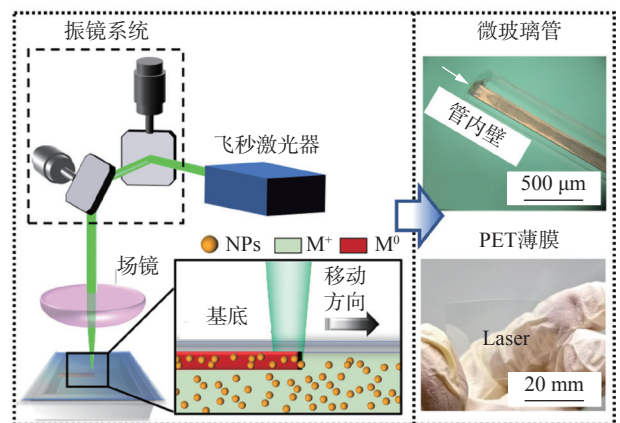 振镜系统
飞秒激光器
场镜
NPs M⁺ M⁰
基底
移动
方向
微玻璃管
管内壁
500 μm
PET薄膜
Laser
20 mm